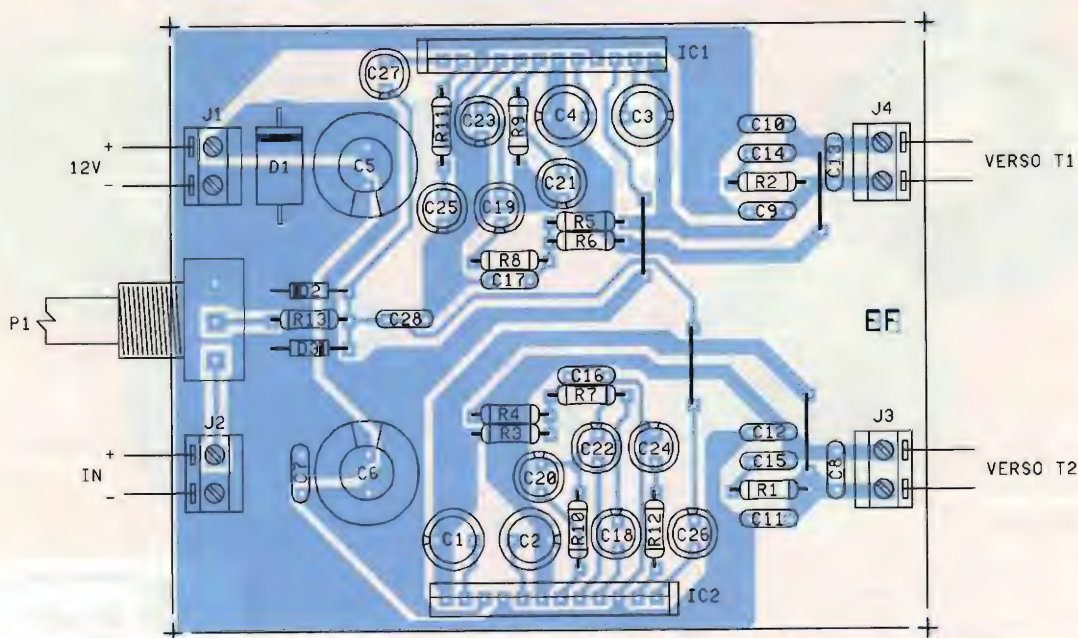 IC1
C27
J1
+
12V
-
D1
C5
R11
C23
R9
C4
C3
C25
C19
C21
R5
R6
R8
C17
C10
C14
R2
C9
C13
J4
VERSO T1
P1
D2
R13
D3
C28
EF
J2
+
IN
-
C7
C6
C16
R7
R4
R3
C22
C24
C20
C1
C2
R10
C18
R12
C26
IC2
C12
C15
R1
C11
C8
J3
VERSO T2